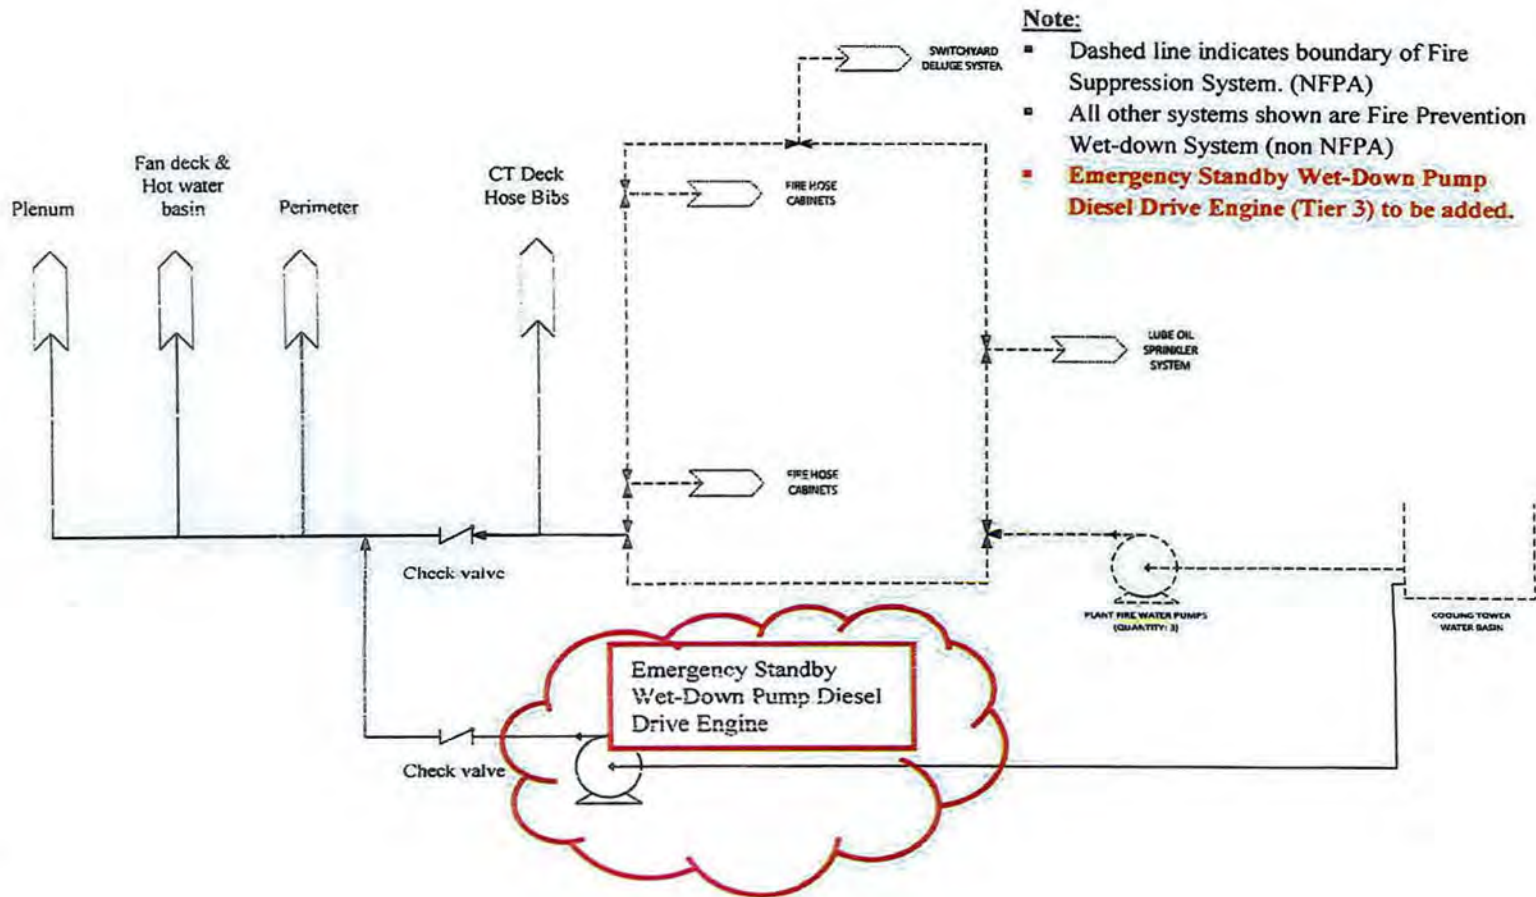 Note:
▪ Dashed line indicates boundary of Fire
Suppression System. (NFPA)
▪ All other systems shown are Fire Prevention
Wet-down System (non NFPA)
▪ Emergency Standby Wet-Down Pump
Diesel Drive Engine (Tier 3) to be added.
SWITCHYARD
DELUGE SYSTEM
Plenum
Fan deck &
Hot water
basin
Perimeter
CT Deck
Hose Bibs
FIRE HOSE
CABINETS
LUBE OIL
SPRINKLER
SYSTEM
FIRE HOSE
CABINETS
Check valve
PLANT FIRE WATER PUMPS
(QUANTITY: 3)
COOLING TOWER
WATER BASIN
Emergency Standby
Wet-Down Pump Diesel
Drive Engine
Check valve